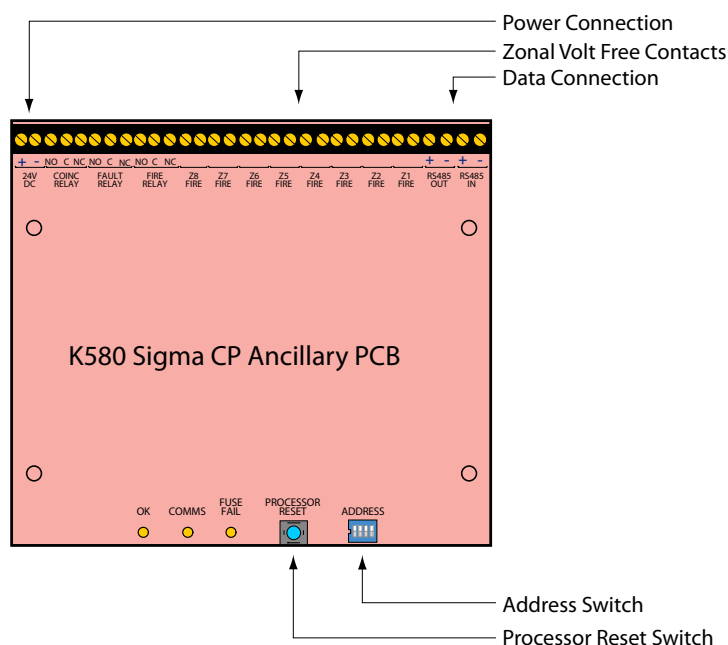 Power Connection
Zonal Volt Free Contacts
Data Connection
+ - NO C NC NO C NC NO C NC + - + -
24V DC COINC RELAY FAULT RELAY FIRE RELAY Z8 FIRE Z7 FIRE Z6 FIRE Z5 FIRE Z4 FIRE Z3 FIRE Z2 FIRE Z1 FIRE RS485 OUT RS485 IN
K580 Sigma CP Ancillary PCB
OK COMMS FUSE FAIL PROCESSOR RESET ADDRESS
Address Switch
Processor Reset Switch